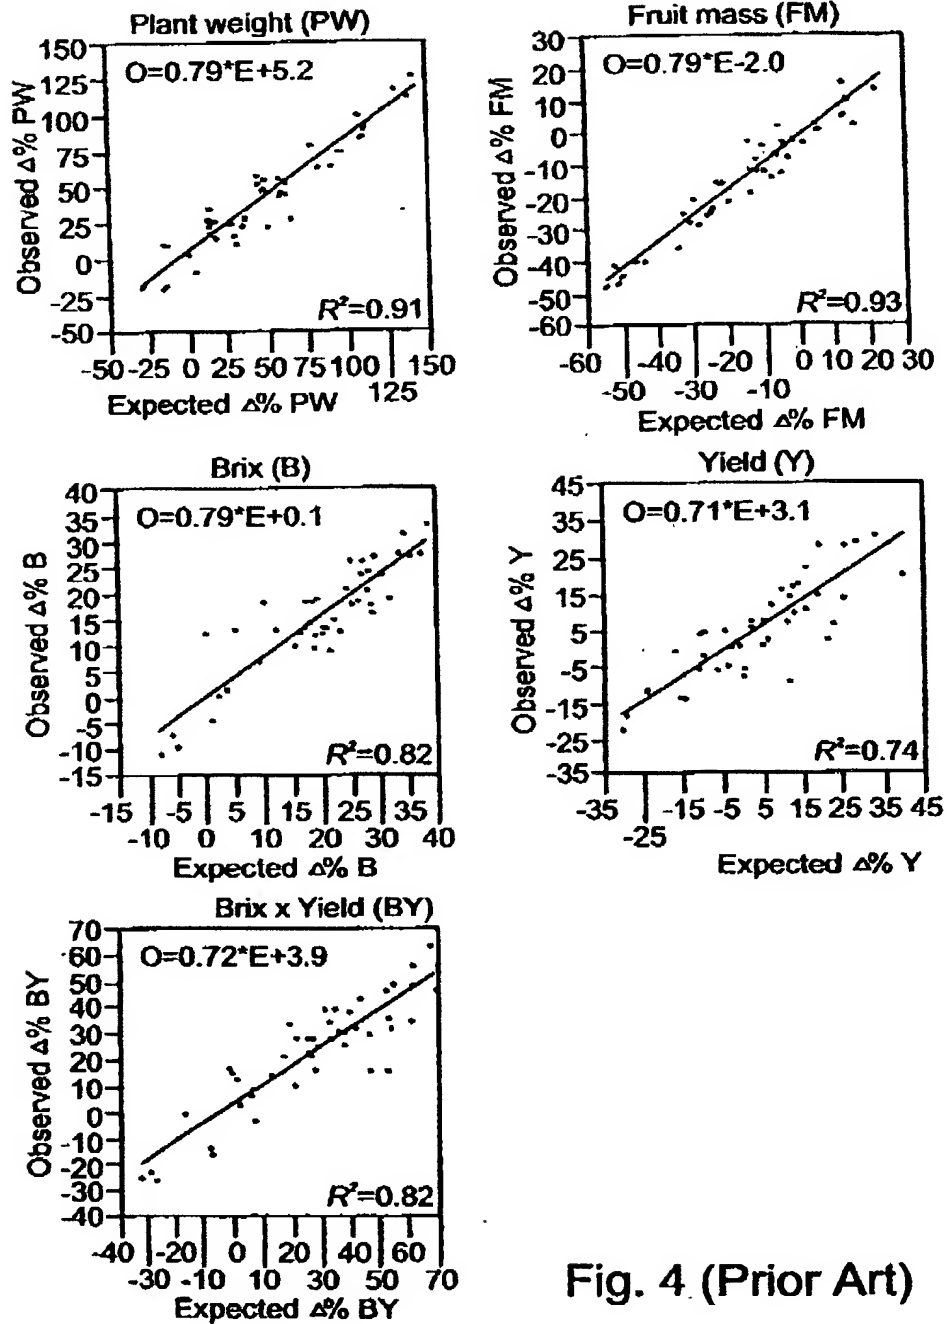 Plant weight (PW)
150
125
100
75
50
25
0
-25
-50
Observed Δ% PW
O=0.79*E+5.2
R²=0.91
-50 -25 0 25 50 75 100 150
125
Expected Δ% PW
Fruit mass (FM)
30
20
10
0
-10
-20
-30
-40
-50
-60
Observed Δ% FM
O=0.79*E-2.0
R²=0.93
-60 -40 -20 0 20 30
-50 -30 -10
Expected Δ% FM
Brix (B)
40
35
30
25
20
15
10
5
0
-5
-10
-15
Observed Δ% B
O=0.79*E+0.1
R²=0.82
-15 -5 5 15 25 35
-10 0 10 20 30 40
Expected Δ% B
Yield (Y)
45
35
25
15
5
-5
-15
-25
-35
Observed Δ% Y
O=0.71*E+3.1
R²=0.74
-35 -15 -5 5 15 25 35 45
-25
Expected Δ% Y
Brix x Yield (BY)
70
60
50
40
30
20
10
0
-10
-20
-30
-40
Observed Δ% BY
O=0.72*E+3.9
R²=0.82
-40 -20 0 20 40 60
-30 -10 10 30 50 70
Expected Δ% BY
Fig. 4 (Prior Art)